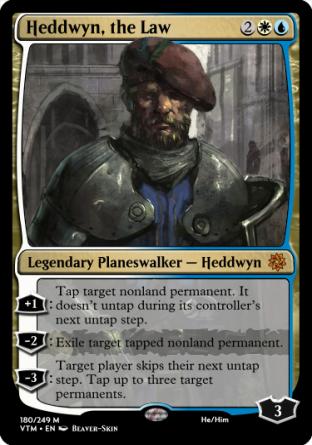 Heddwyn, the Law 2
Legendary Planeswalker — Heddwyn
+1: Tap target nonland permanent. It
doesn't untap during its controller's
next untap step.
-2: Exile target tapped nonland permanent.
-3: Target player skips their next untap
step. Tap up to three target
permanents.
3
180/249 M
VTM • EN Beaver-Skin
He/Him